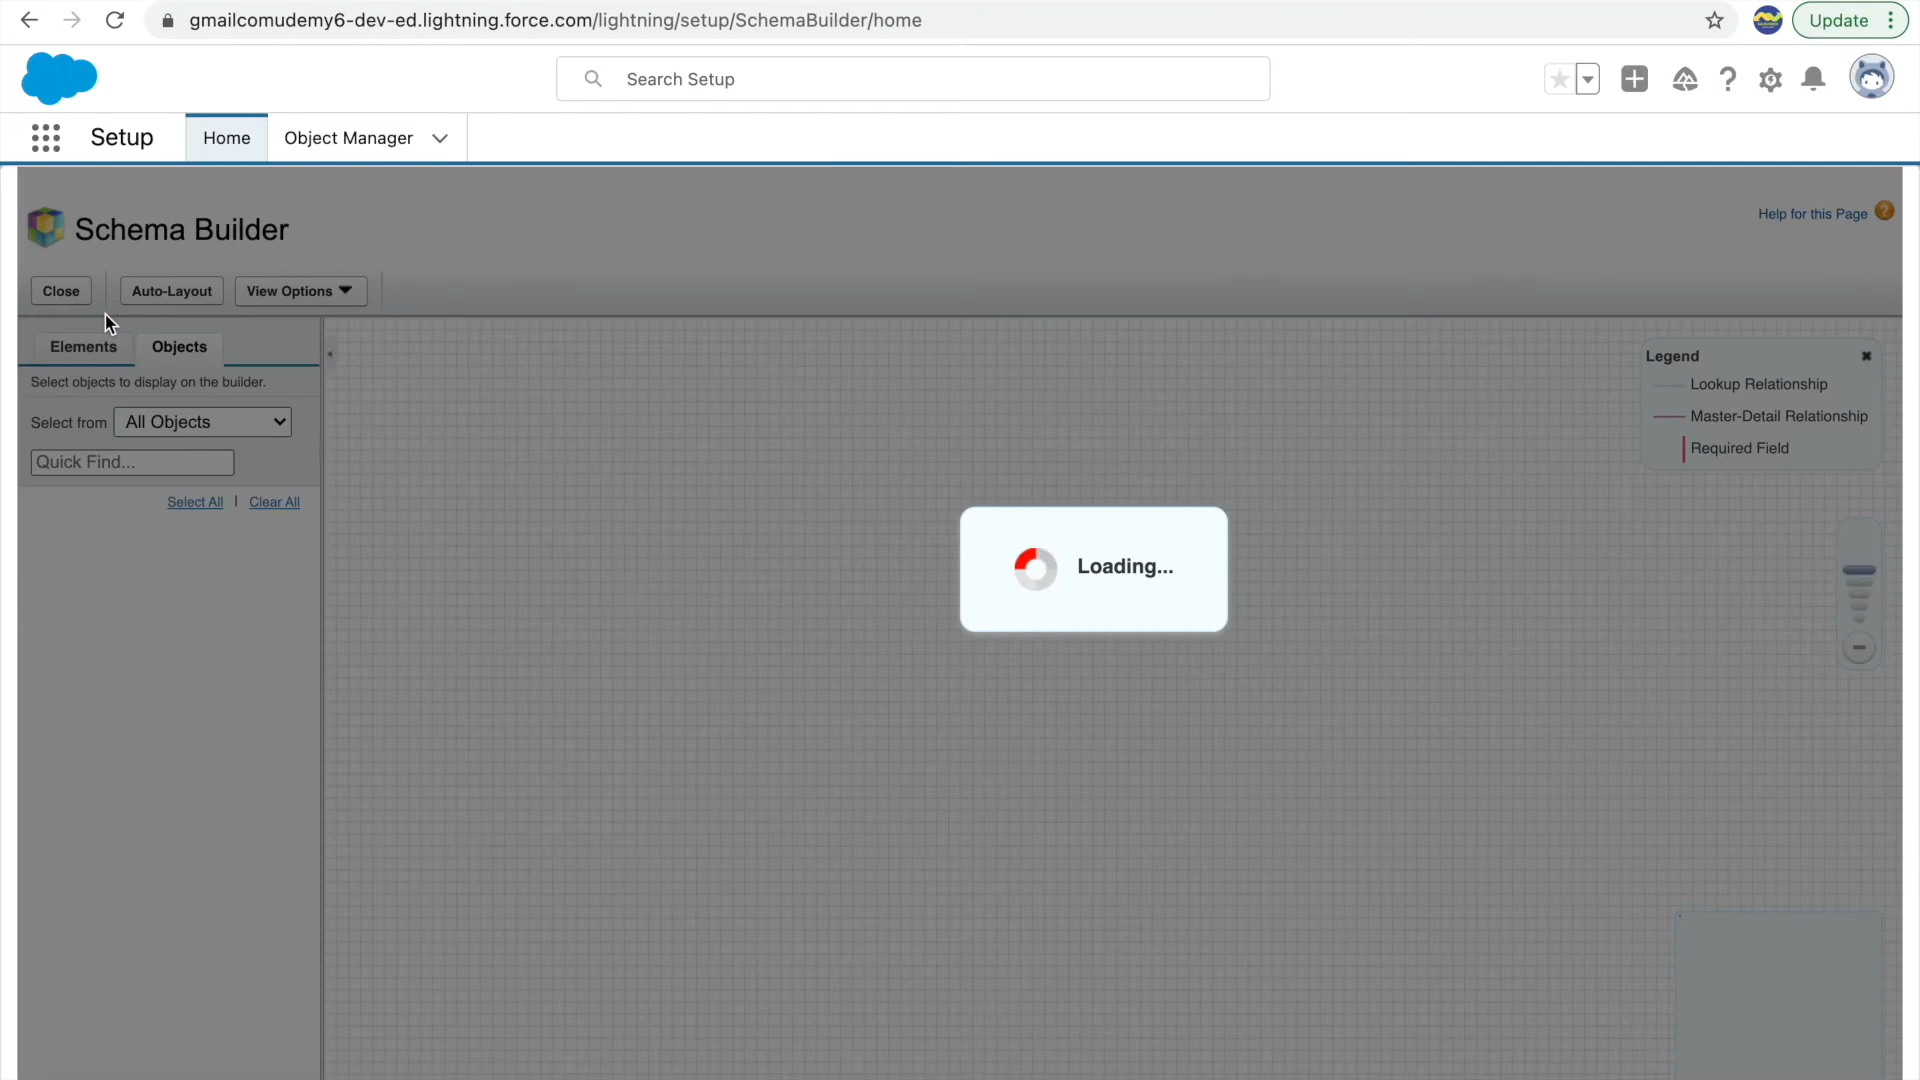 gmailcomudemy6-dev-ed.lightning.force.com/lightning/setup/SchemaBuilder/home
Update
Search Setup
Setup
Home
Object Manager
Schema Builder
Help for this Page
Close
Auto-Layout
View Options
Elements
Objects
Select objects to display on the builder.
Select from
All Objects
Quick Find...
Select All | Clear All
Legend
Lookup Relationship
Master-Detail Relationship
Required Field
Loading...